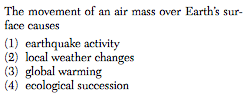 The movement of an air mass over Earth's sur-
face causes
(1) earthquake activity
(2) local weather changes
(3) global warming
(4) ecological succession